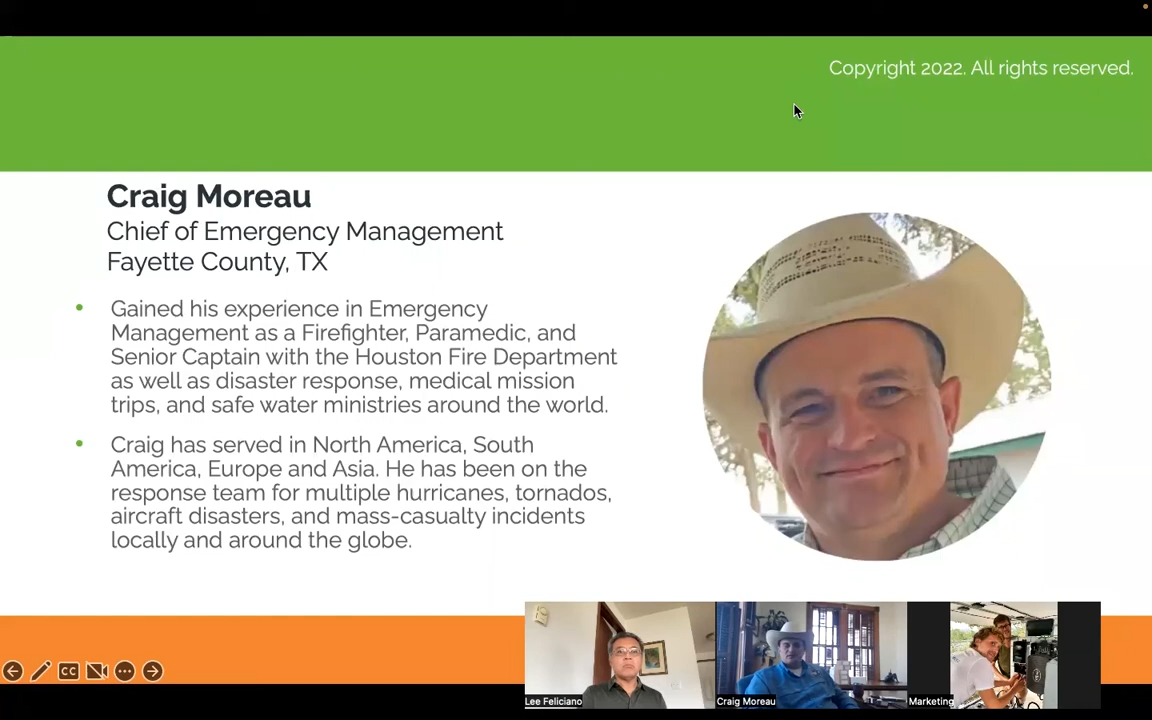 Copyright 2022. All rights reserved.
Craig Moreau
Chief of Emergency Management
Fayette County, TX
• Gained his experience in Emergency
Management as a Firefighter, Paramedic, and
Senior Captain with the Houston Fire Department
as well as disaster response, medical mission
trips, and safe water ministries around the world.
• Craig has served in North America, South
America, Europe and Asia. He has been on the
response team for multiple hurricanes, tornados,
aircraft disasters, and mass-casualty incidents
locally and around the globe.
CC
Lee Feliciano
Craig Moreau
Marketing